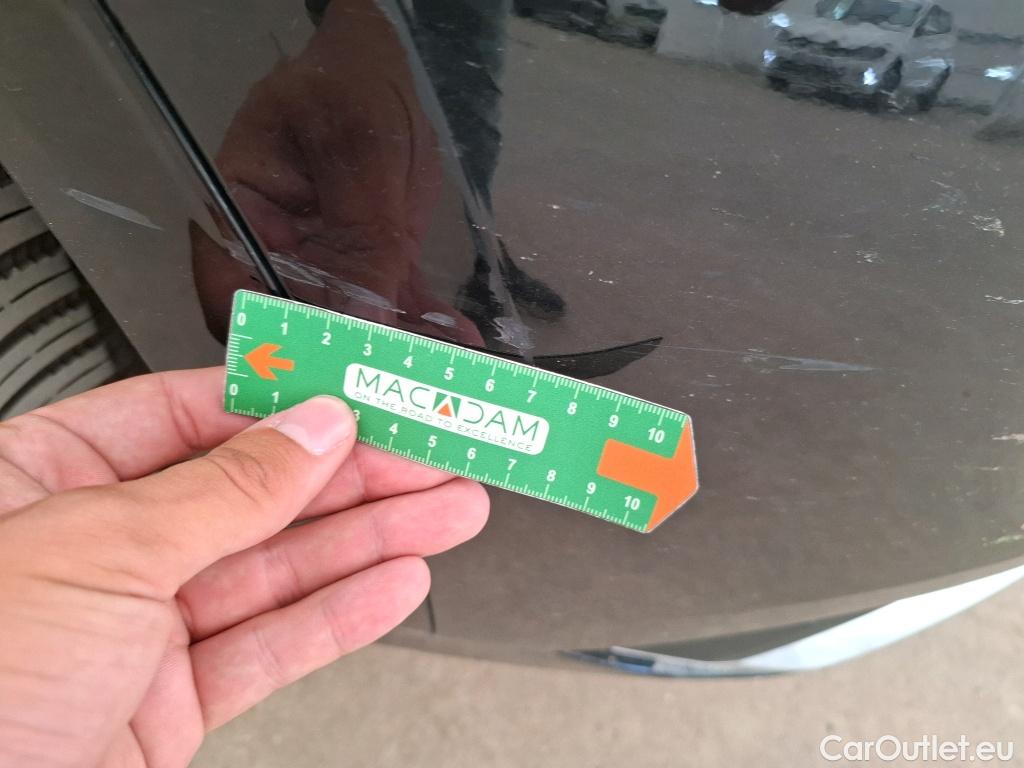 0 1 2 3 4 5 6 7 8 9 10
MACADAM
ON THE ROAD TO EXCELLENCE
0 1 3 4 5 6 7 8 9 10
CarOutlet.eu